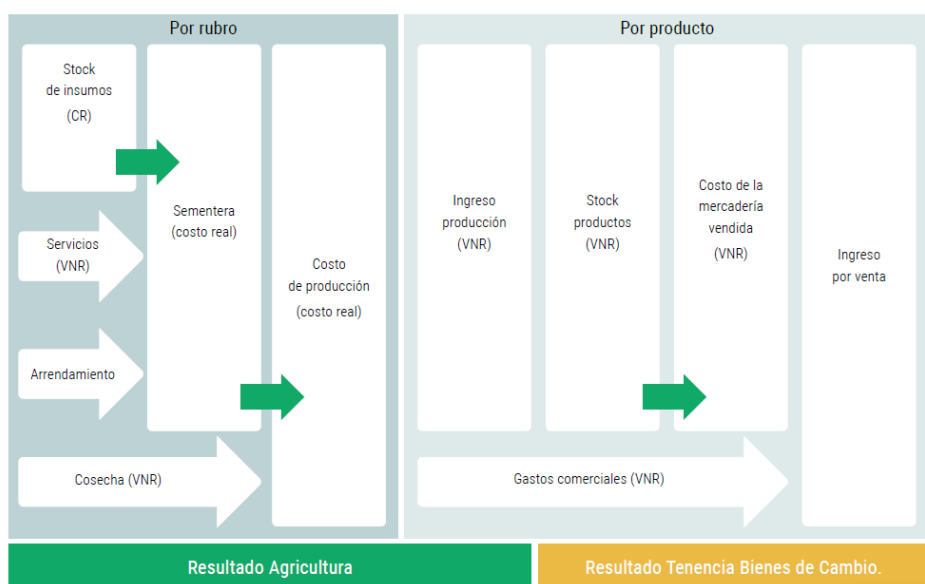 Por rubro
Stock
de insumos
(CR)
Servicios
(VNR)
Arrendamiento
Cosecha (VNR)
Sementera
(costo real)
Costo
de producción
(costo real)
Por producto
Ingreso
producción
(VNR)
Stock
productos
(VNR)
Costo de la
mercadería
vendida
(VNR)
Ingreso
por venta
Gastos comerciales (VNR)
Resultado Agricultura
Resultado Tenencia Bienes de Cambio.